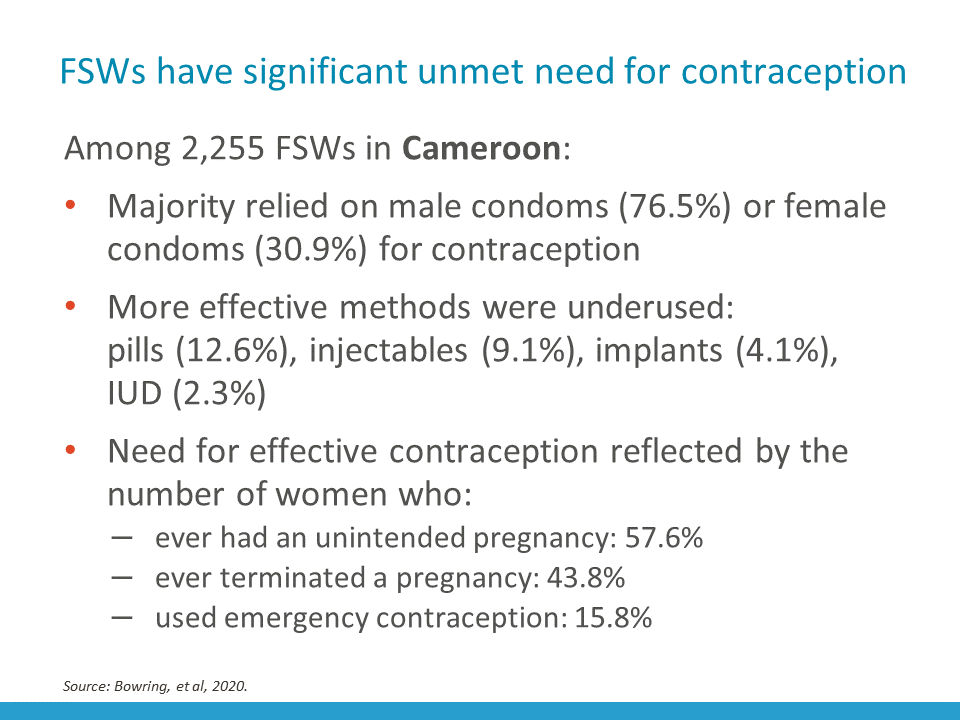 FSWs have significant unmet need for contraception
Among 2,255 FSWs in Cameroon:
• Majority relied on male condoms (76.5%) or female
condoms (30.9%) for contraception
• More effective methods were underused:
pills (12.6%), injectables (9.1%), implants (4.1%),
IUD (2.3%)
• Need for effective contraception reflected by the
number of women who:
— ever had an unintended pregnancy: 57.6%
— ever terminated a pregnancy: 43.8%
— used emergency contraception: 15.8%
Source: Bowring, et al, 2020.